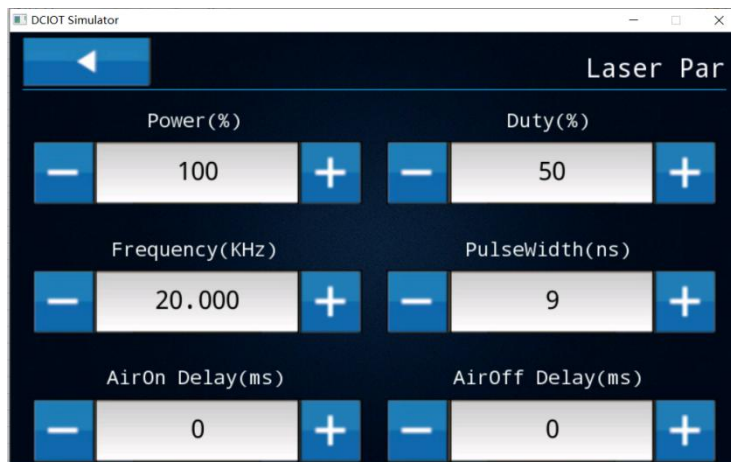 DCIOT Simulator
Laser Par
Power(%) Duty(%)
100 50
Frequency(KHz) PulseWidth(ns)
20.000 9
AirOn Delay(ms) AirOff Delay(ms)
0 0